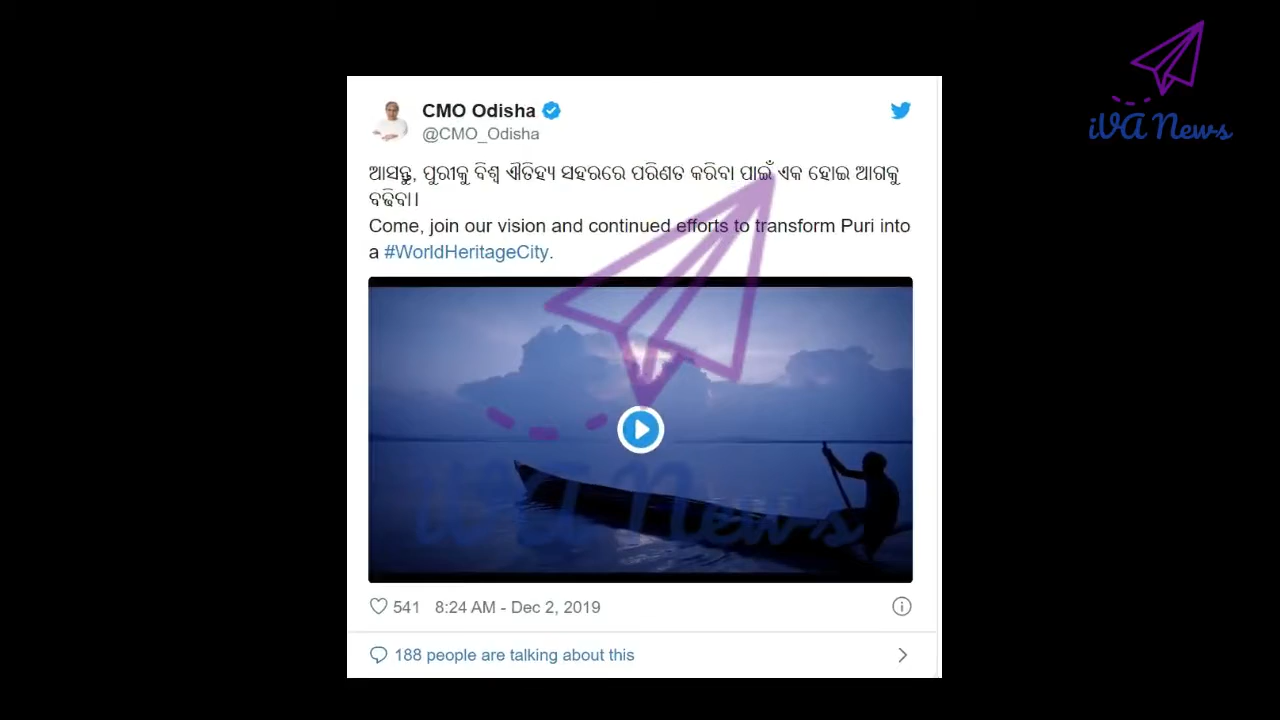 iVA News
CMO Odisha
@CMO_Odisha
ଆସନ୍ତୁ, ପୁରୀକୁ ବିଶ୍ୱ ଐତିହ୍ୟ ସହରରେ ପରିଣତ କରିବା ପାଇଁ ଏକ ହୋଇ ଆଗକୁ
ବଢିବା।
Come, join our vision and continued efforts to transform Puri into
a #WorldHeritageCity.
iVA News
541 8:24 AM - Dec 2, 2019
188 people are talking about this